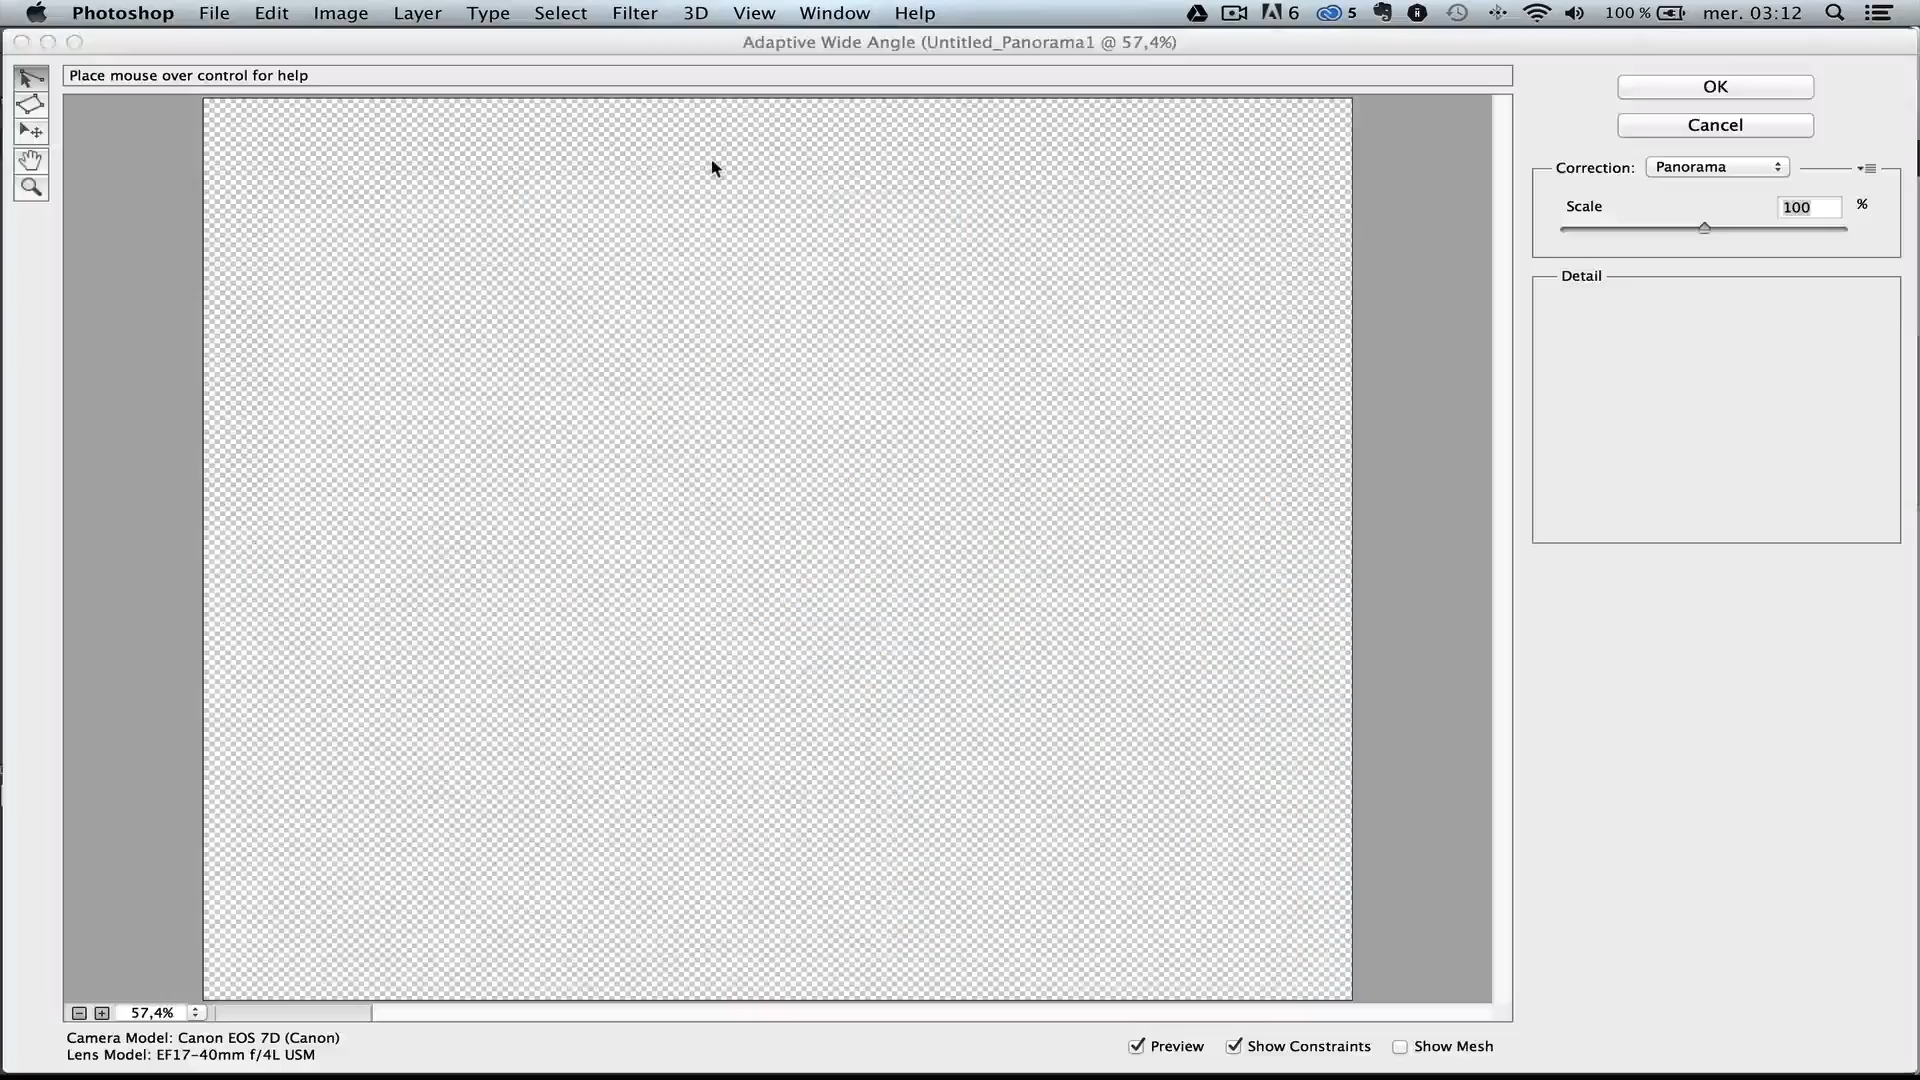 Photoshop File Edit Image Layer Type Select Filter 3D View Window Help 6 5 100 % mer. 03:12
Adaptive Wide Angle (Untitled_Panorama1 @ 57,4%)
Place mouse over control for help
OK
Cancel
Correction: Panorama
Scale 100 %
Detail
57,4%
Camera Model: Canon EOS 7D (Canon)
Lens Model: EF17-40mm f/4L USM
Preview Show Constraints Show Mesh